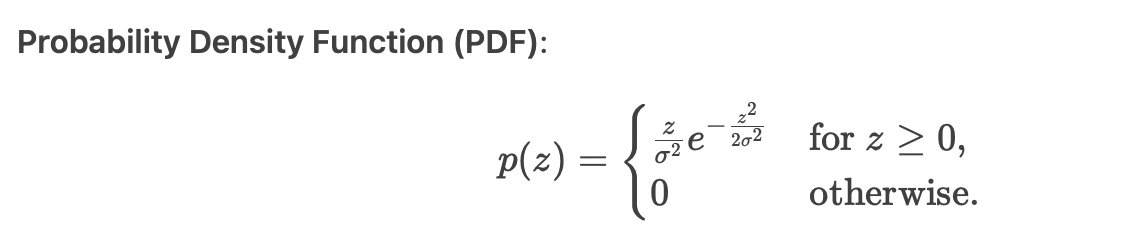 Probability Density Function (PDF):
p(z) = { z/σ² e^(−z²/2σ²) for z ≥ 0,
0 otherwise.